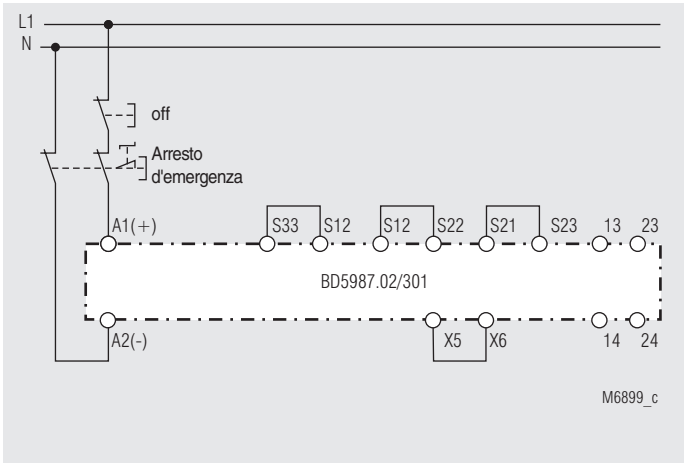 L1
N
off
Arresto
d'emergenza
A1(+) S33 S12 S12 S22 S21 S23 13 23
BD5987.02/301
A2(-) X5 X6 14 24
M6899_c